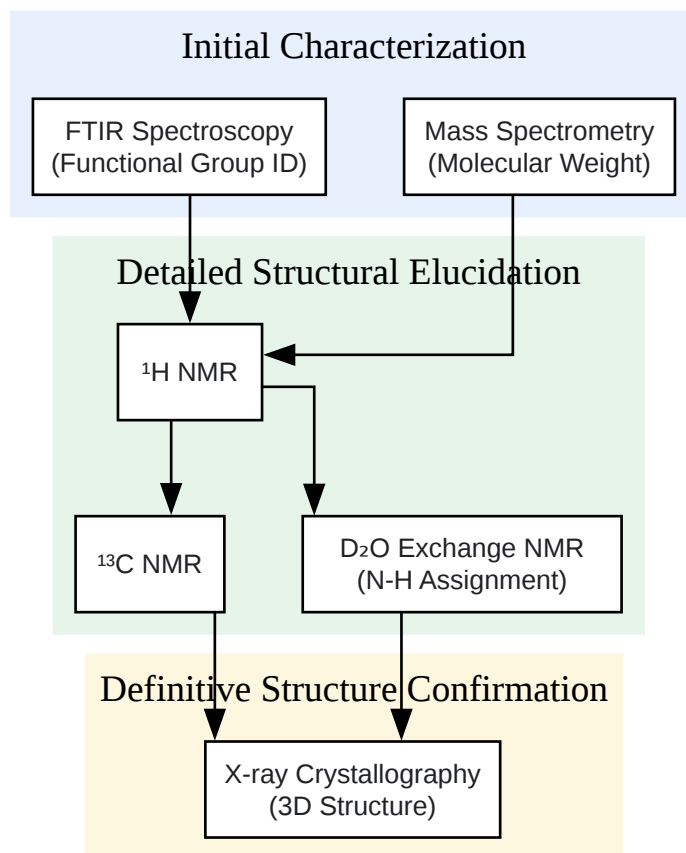 Initial Characterization
FTIR Spectroscopy
(Functional Group ID)
Mass Spectrometry
(Molecular Weight)
Detailed Structural Elucidation
¹H NMR
¹³C NMR
D₂O Exchange NMR
(N-H Assignment)
Definitive Structure Confirmation
X-ray Crystallography
(3D Structure)